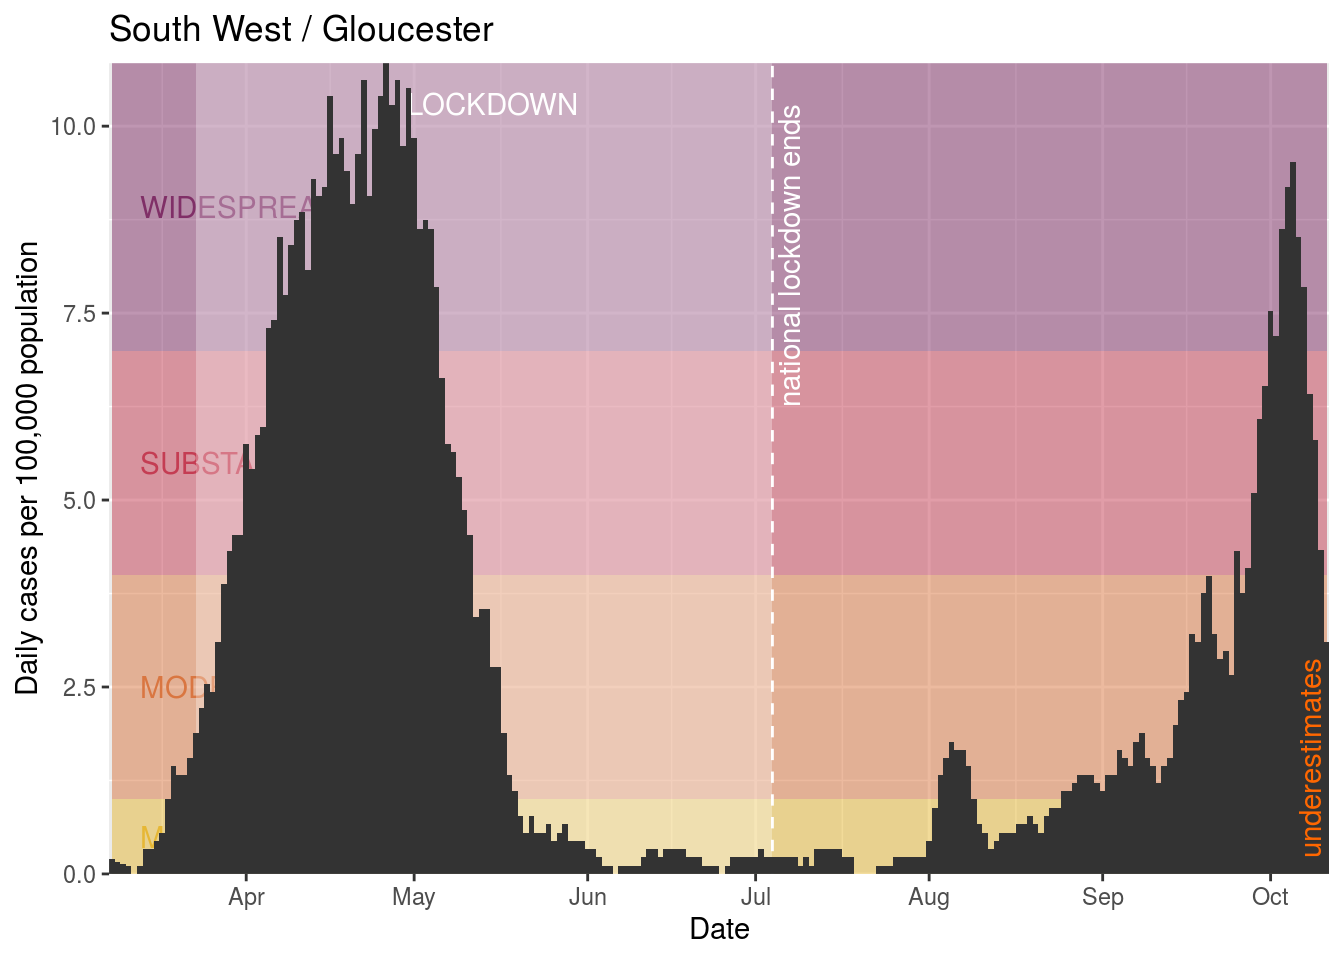 South West / Gloucester
LOCKDOWN
national lockdown ends
WIDESPREA
SUBSTA
MOD
M
underestimates
Daily cases per 100,000 population
10.0
7.5
5.0
2.5
0.0
Apr
May
Jun
Jul
Aug
Sep
Oct
Date